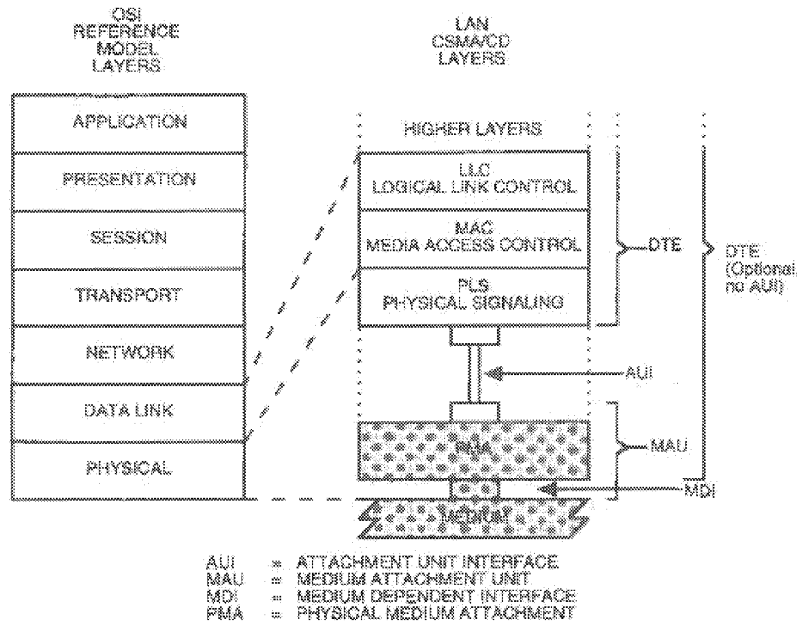 OSI
REFERENCE
MODEL
LAYERS
APPLICATION
PRESENTATION
SESSION
TRANSPORT
NETWORK
DATA LINK
PHYSICAL
LAN
CSMA/CD
LAYERS
HIGHER LAYERS
LLC
LOGICAL LINK CONTROL
MAC
MEDIA ACCESS CONTROL
PLS
PHYSICAL SIGNALING
DTE
DTE
(Optional,
no AUI)
AUI
PMA
MAU
MDI
MEDIUM
AUI = ATTACHMENT UNIT INTERFACE
MAU = MEDIUM ATTACHMENT UNIT
MDI = MEDIUM DEPENDENT INTERFACE
PMA = PHYSICAL MEDIUM ATTACHMENT